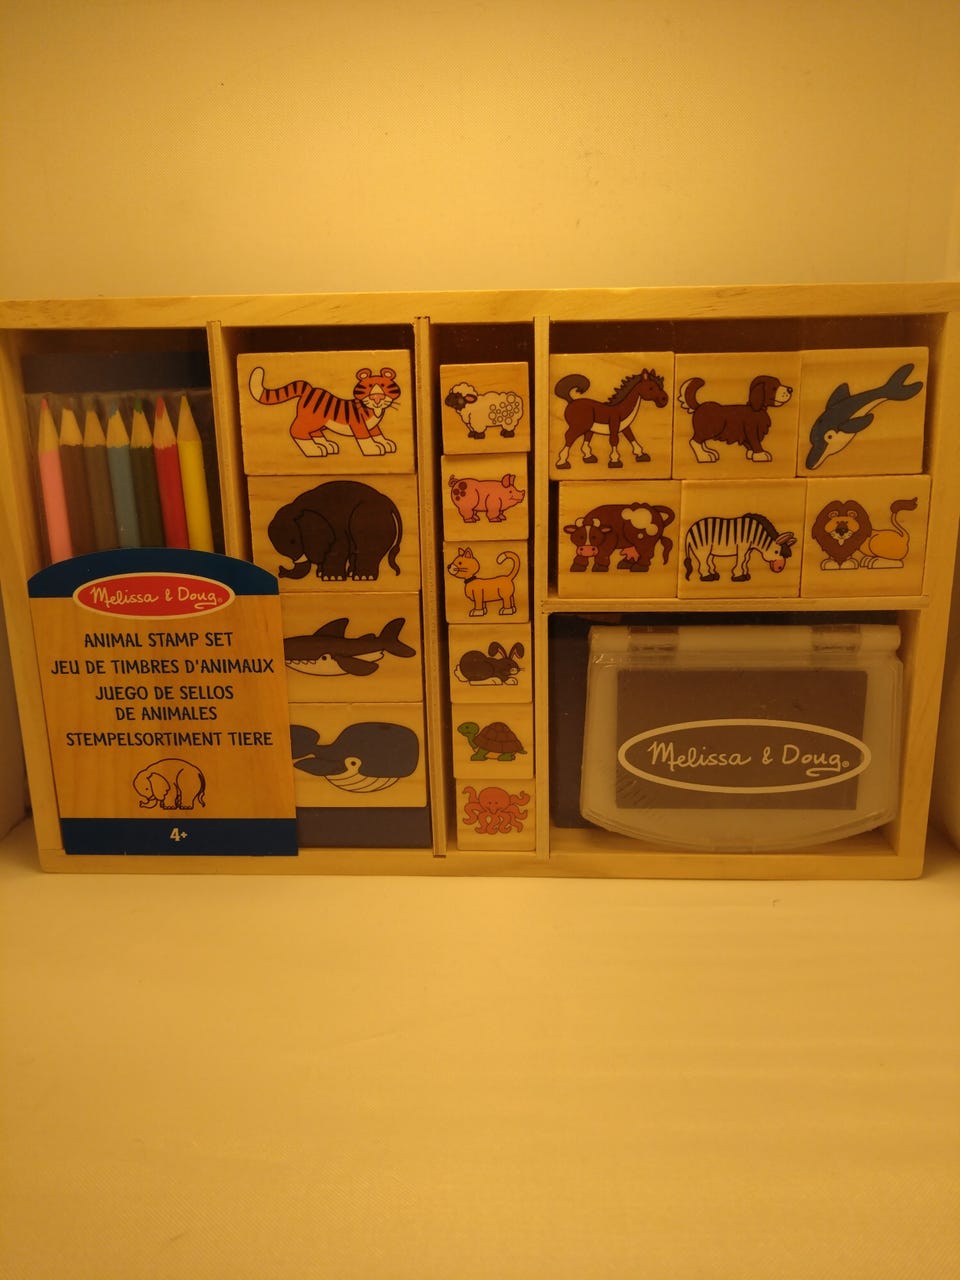 Melissa & Doug®
ANIMAL STAMP SET
JEU DE TIMBRES D'ANIMAUX
JUEGO DE SELLOS
DE ANIMALES
STEMPELSORTIMENT TIERE
4+
Melissa & Doug®